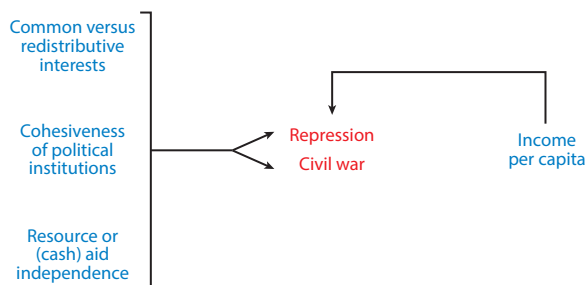 Common versus
redistributive
interests
Cohesiveness
of political
institutions
Resource or
(cash) aid
independence
Repression
Civil war
Income
per capita